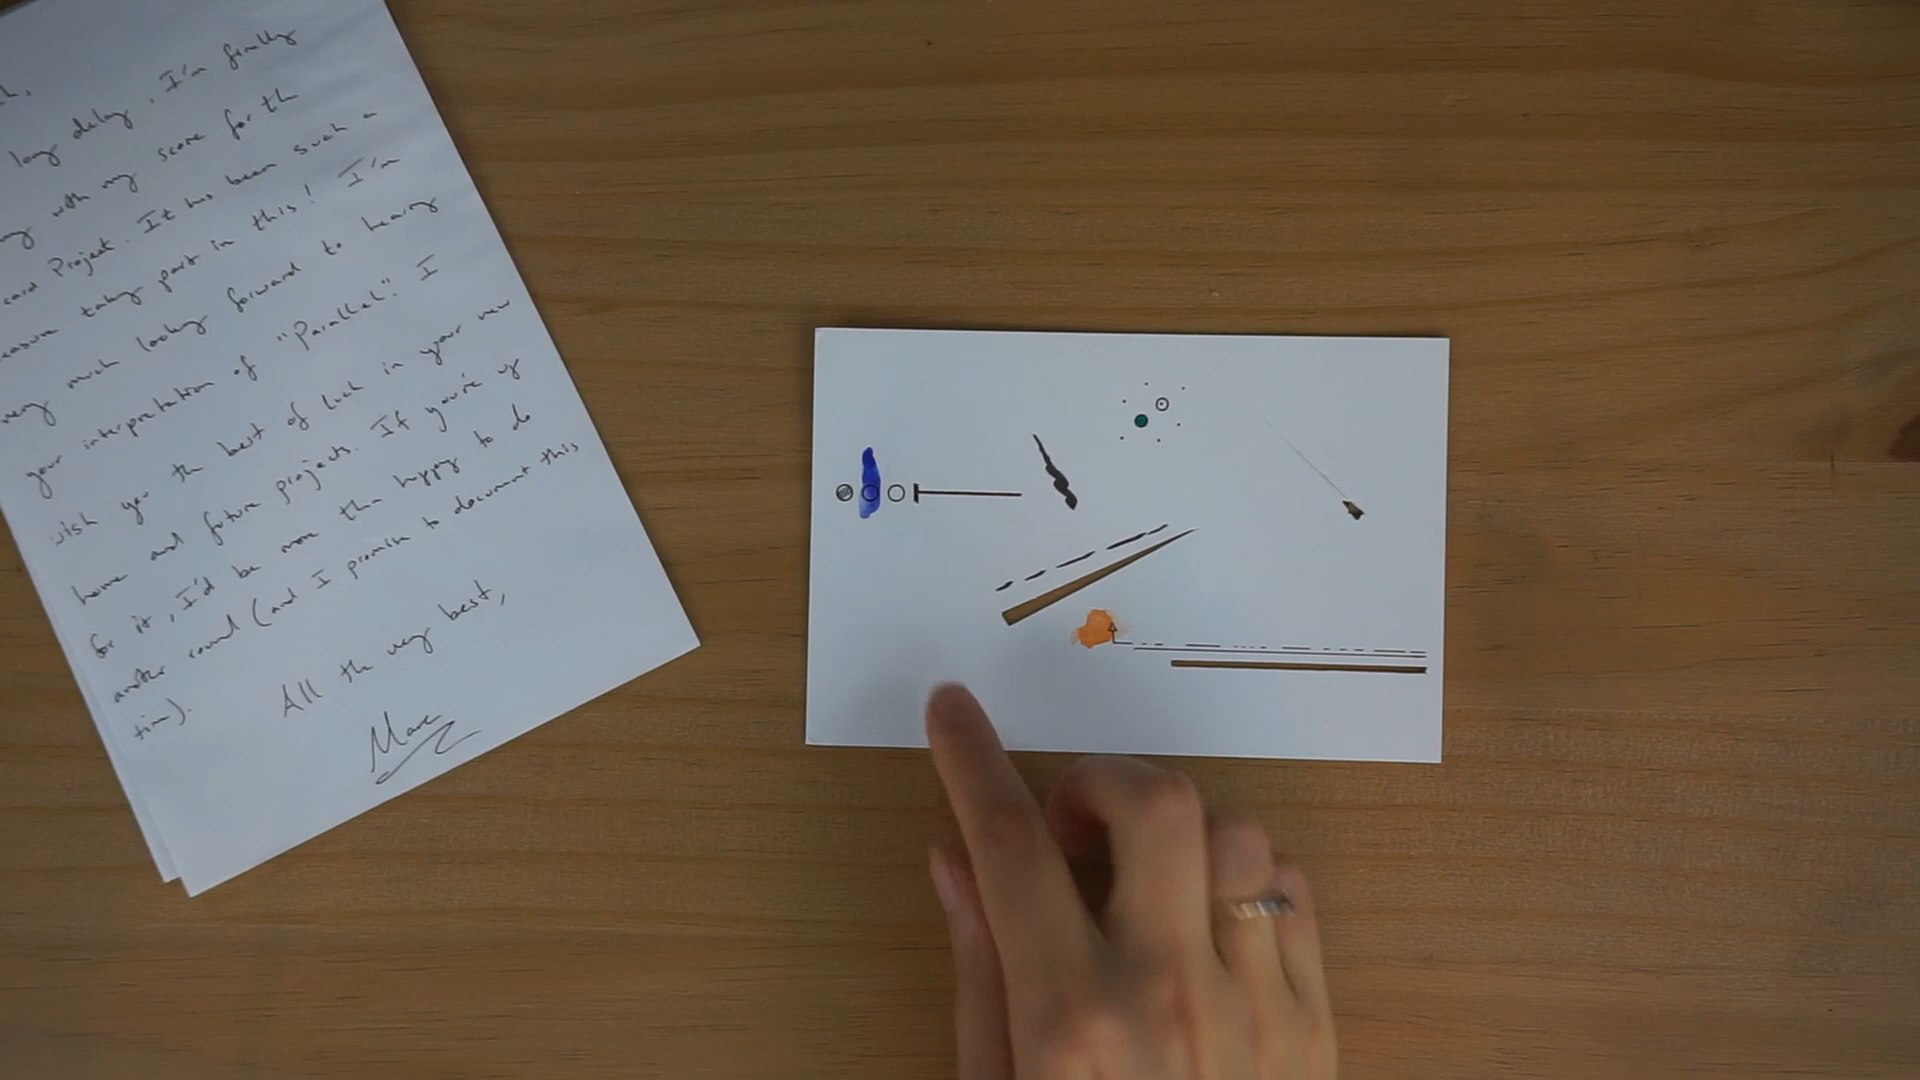 long delay, I'm finally
with my score for th
card Project. It has been such a
taking part in this! I'm
very much looking forward to hearing
your interpretation of "Parallel". I
wish you the best of luck in your new
home and future projects. If you're up
for it, I'd be more than happy to do
another round (and I promise to document this
time).
All the very best,
Marc